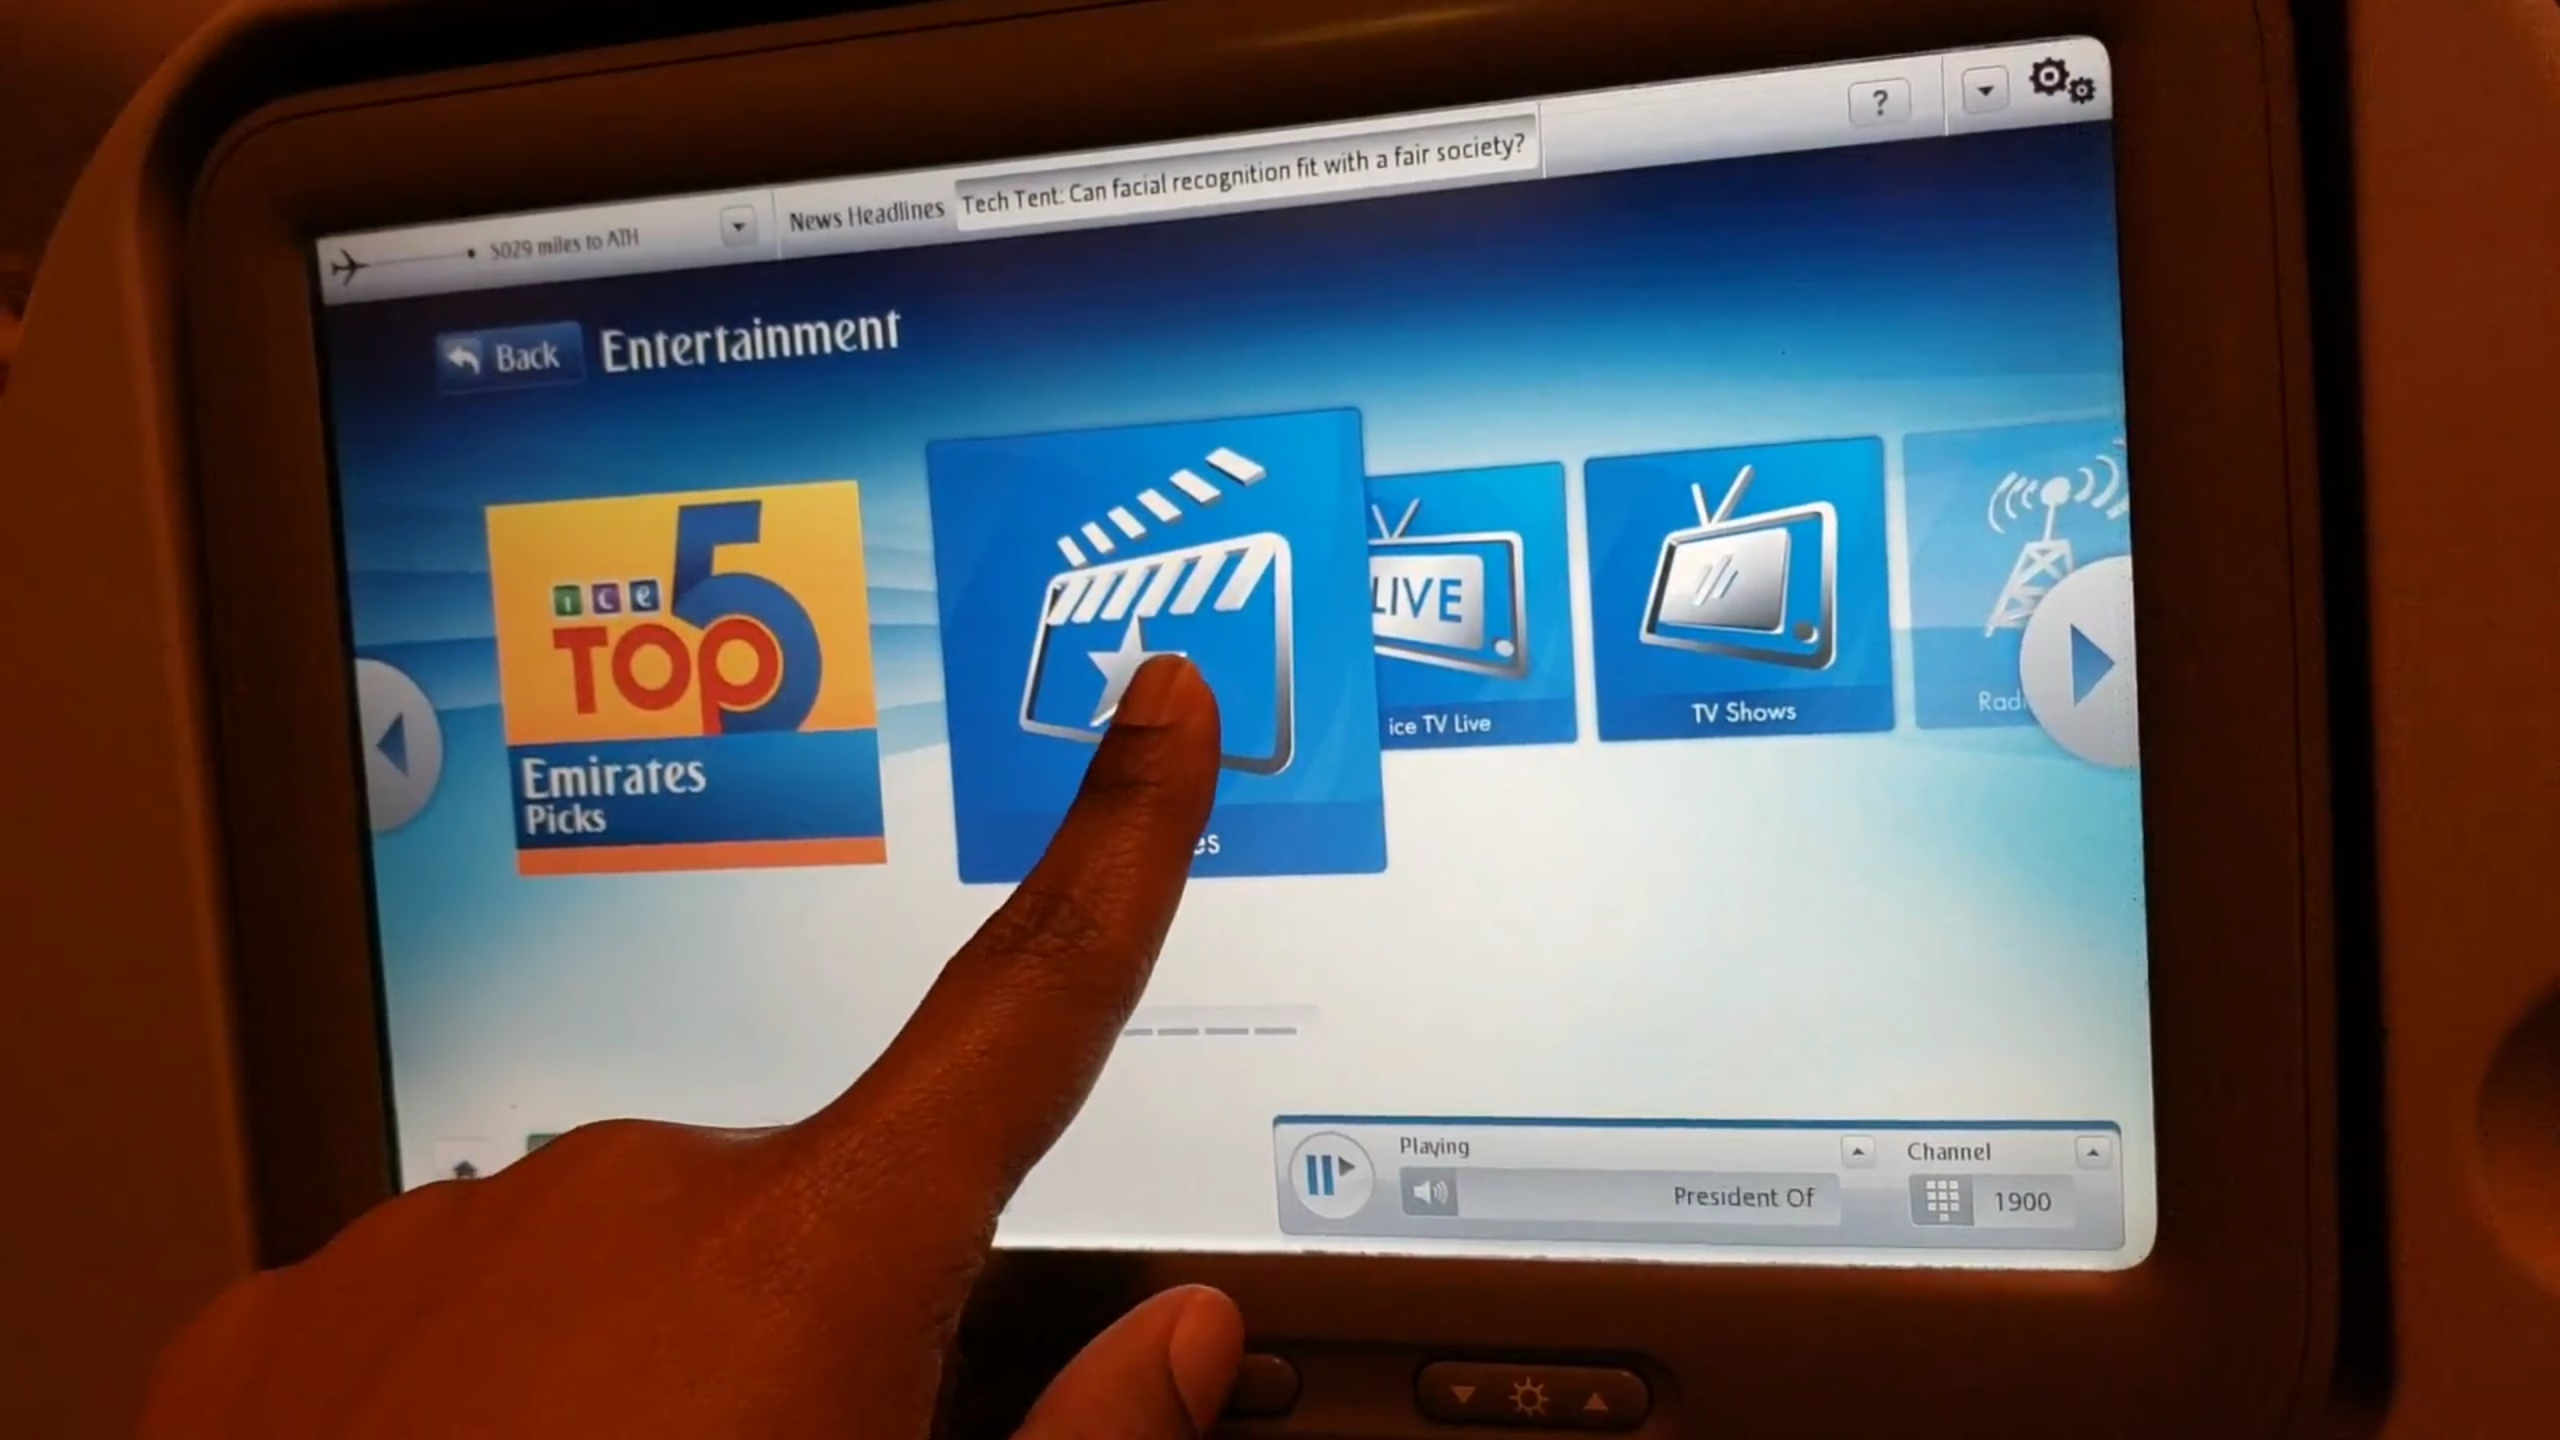 ?
5029 miles to ATH
News Headlines
Tech Tent: Can facial recognition fit with a fair society?
Back
Entertainment
ice
TOP 5
Emirates
Picks
es
LIVE
ice TV Live
TV Shows
Radi
Playing
President Of
Channel
1900